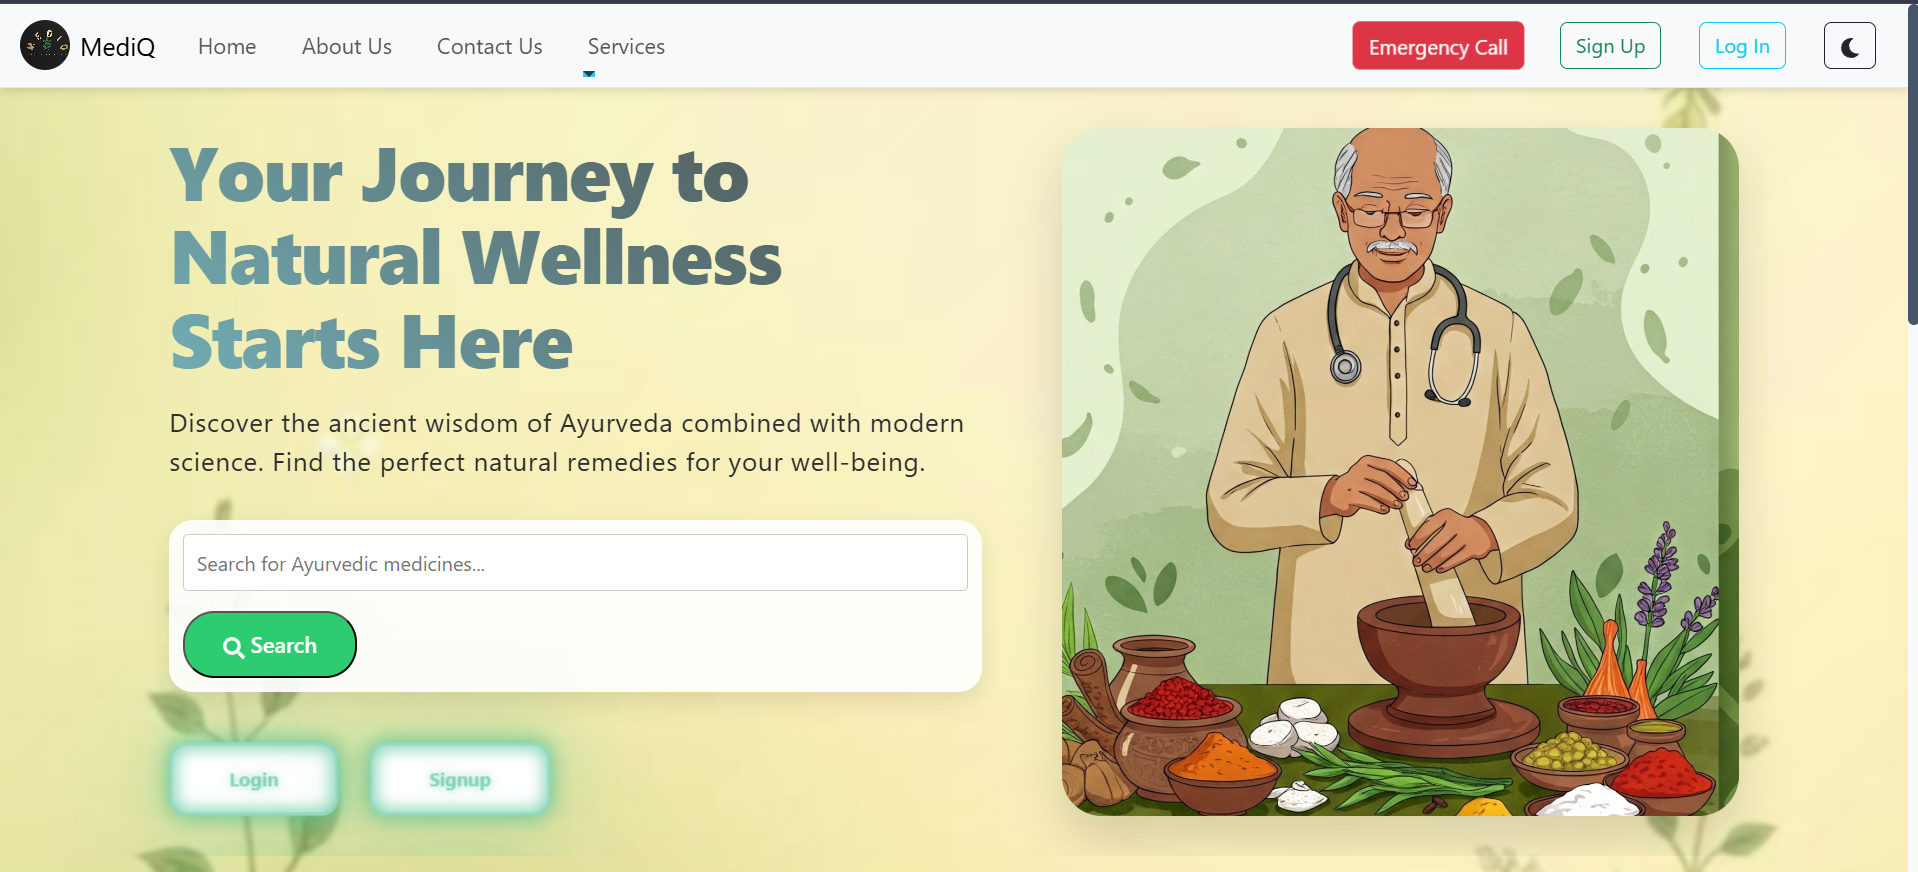 MediQ
Home
About Us
Contact Us
Services
Emergency Call
Sign Up
Log In
Your Journey to
Natural Wellness
Starts Here
Discover the ancient wisdom of Ayurveda combined with modern
science. Find the perfect natural remedies for your well-being.
Search for Ayurvedic medicines...
Search
Login
Signup